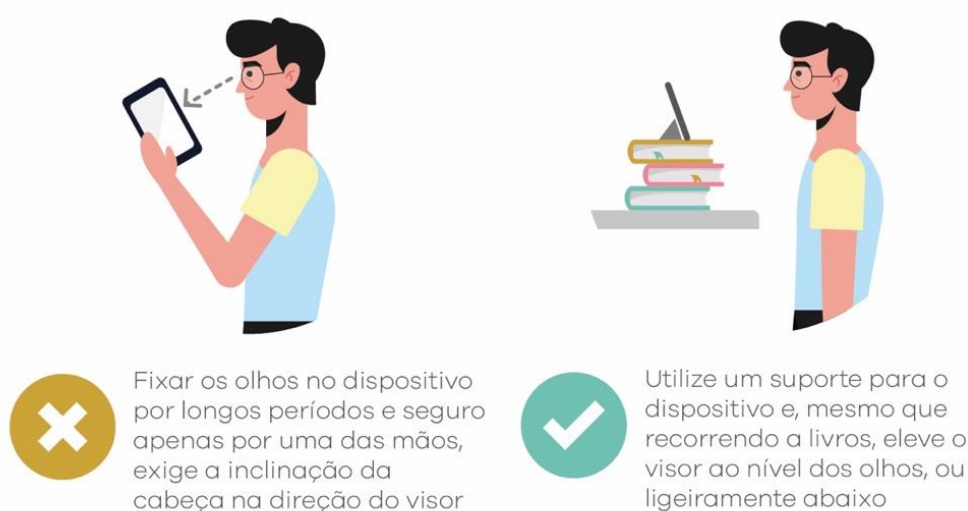 Fixar os olhos no dispositivo
por longos períodos e seguro
apenas por uma das mãos,
exige a inclinação da
cabeça na direção do visor
Utilize um suporte para o
dispositivo e, mesmo que
recorrendo a livros, eleve o
visor ao nível dos olhos, ou
ligeiramente abaixo